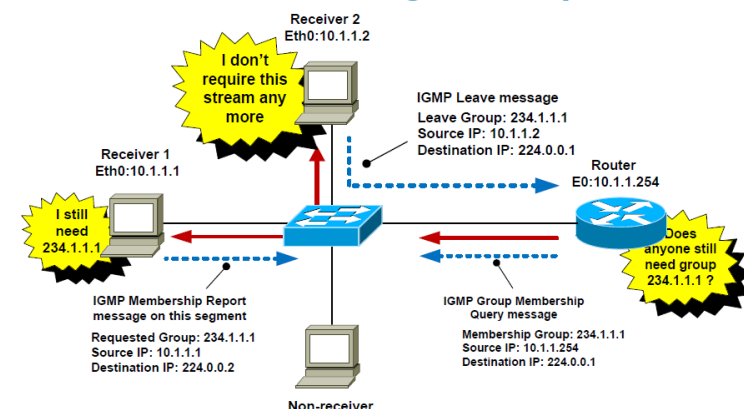 Receiver 2
Eth0:10.1.1.2
I don't
require this
stream any
more
IGMP Leave message
Leave Group: 234.1.1.1
Source IP: 10.1.1.2
Destination IP: 224.0.0.1
Receiver 1
Eth0:10.1.1.1
Router
E0:10.1.1.254
I still
need
234.1.1.1
Does
anyone still
need group
234.1.1.1 ?
IGMP Membership Report
message on this segment
Requested Group: 234.1.1.1
Source IP: 10.1.1.1
Destination IP: 224.0.0.2
IGMP Group Membership
Query message
Membership Group: 234.1.1.1
Source IP: 10.1.1.254
Destination IP: 224.0.0.1
Non-receiver